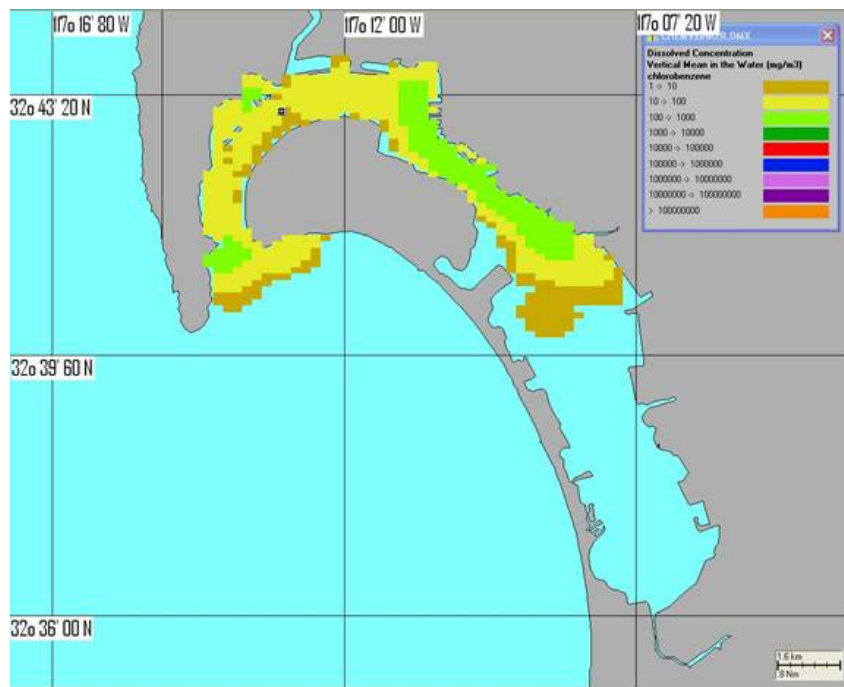 117o 16' 80 W
117o 12' 00 W
117o 07' 20 W
Dissolved Concentration
Vertical Mean in the Water (mg/m3)
chlorobenzene
1 -> 10
10 -> 100
100 -> 1000
1000 -> 10000
10000 -> 100000
100000 -> 1000000
1000000 -> 10000000
10000000 -> 100000000
> 100000000
32o 43' 20 N
32o 39' 60 N
32o 36' 00 N
1.6 km
.8 Nm